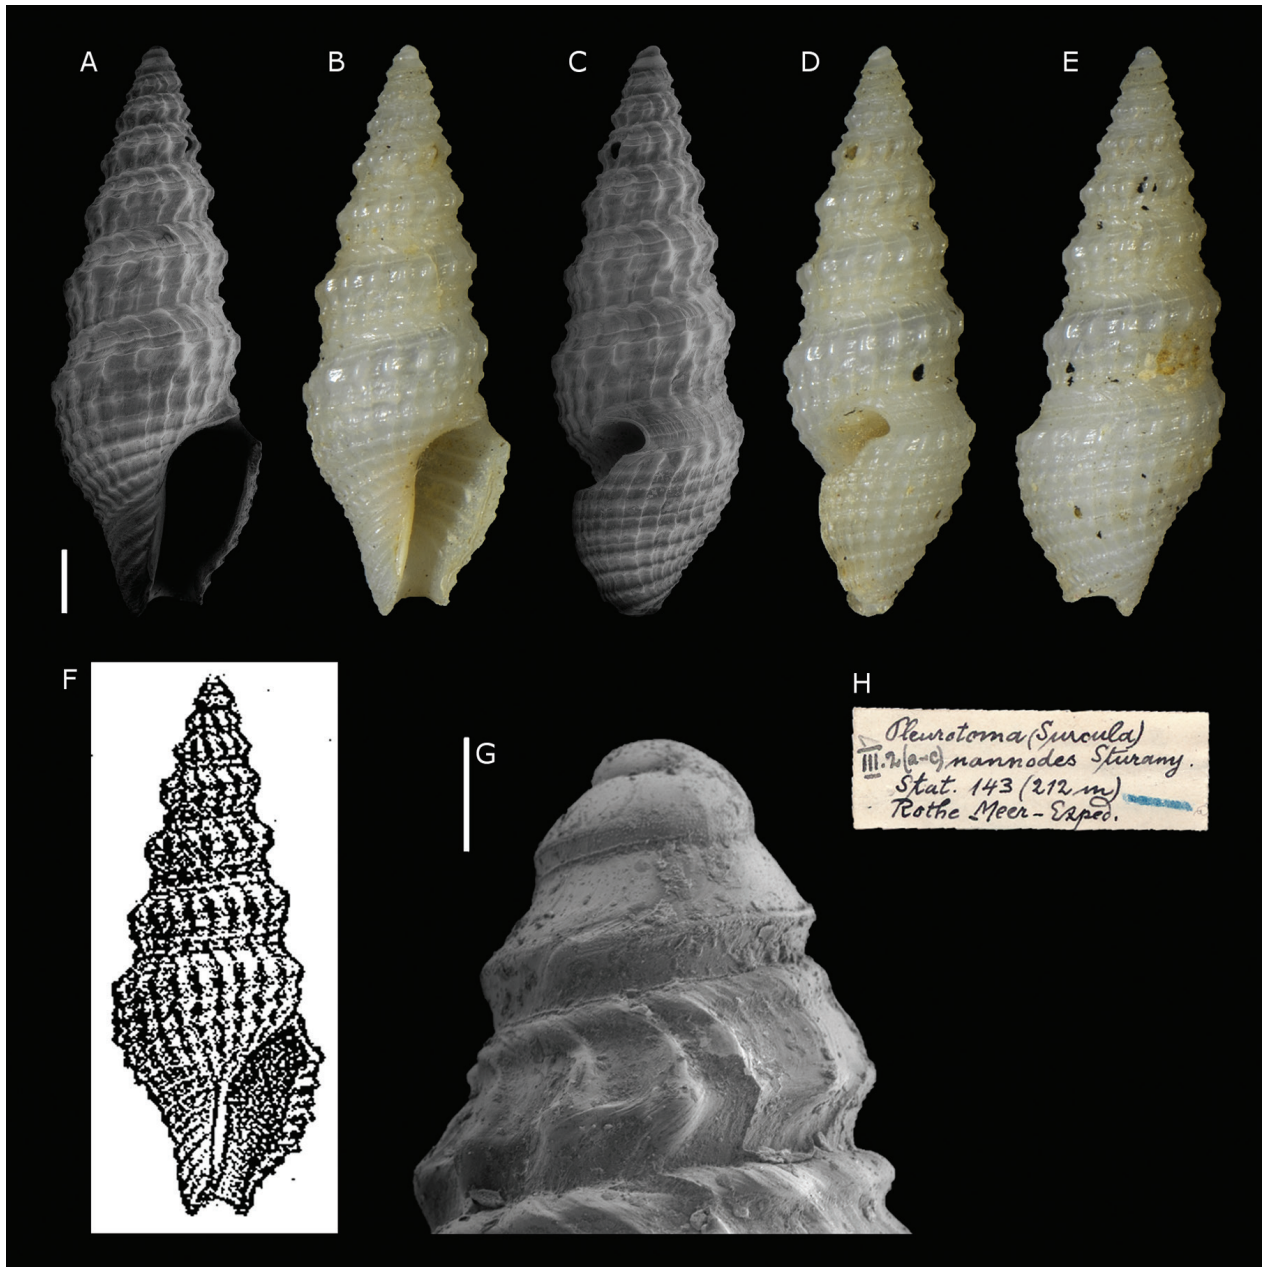 A
B
C
D
E
F
G
H
Pleurotoma (Surcula)
III.2 (a-c) nannodes Sturany.
Stat. 143 (212 m)
Rothe Meer-Exped.